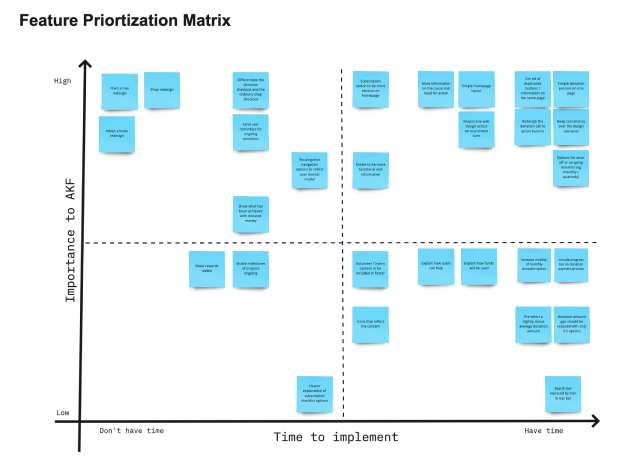 Feature Priortization Matrix
High
Importance to AKF
Low
Don't have time
Time to implement
Have time
Plant a tree
redesign
Shop redesign
Differentiate the
donation
checkout and the
ordinary shop
checkout
Subscription
option to be more
obvious on
homepage
More information
on the cause and
need for action
Simple homepage
layout
Get rid of
duplicated
buttons /
information on
the same page
Simple donation
process on one
page
Adopt a koala
redesign
Send user
reminders for
ongoing
donations
Responsive web
design across
various screen
sizes
Redesign the
donation call to
action buttons
Keep consistency
over the design
elements
Reorganise
navigation
options to reflect
user mental
model
Footer to be more
functional and
informative
Options for once
off or on-going
donation (eg
monthly /
quarterly)
Show what has
been achieved
with donated
money
Make rewards
visible
Visible milestones
of projects
ongoing
Volunteer / Intern
options to be
included in footer
Explain how users
can help
Explain how funds
will be used
Increase visibility
of monthly
donation option
Include progress
bar on donation
payment process
Icons that reflect
the content
Pre-select a
slightly above
average donation
amount
donation amount
gap should be
reduced with only
3-5 options
Clearer
explanation of
subscription
checklist options
Search bar
replaced by icon
in nav bar